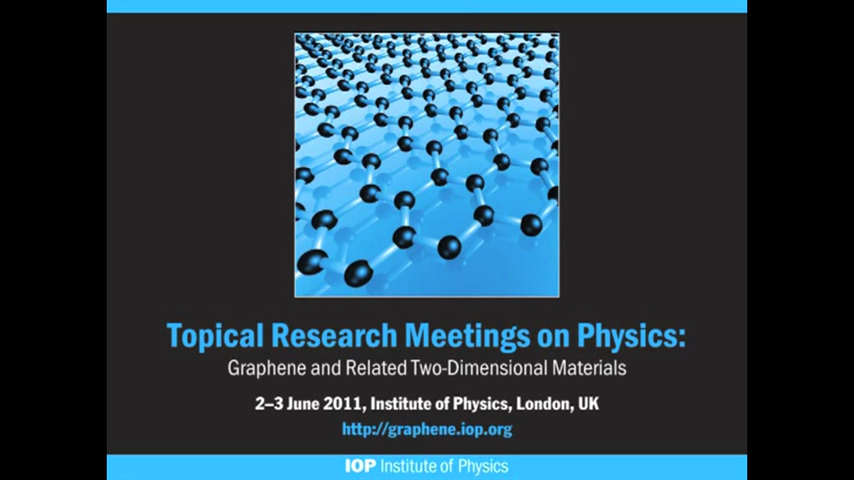 Topical Research Meetings on Physics:
Graphene and Related Two-Dimensional Materials
2–3 June 2011, Institute of Physics, London, UK
http://graphene.iop.org
IOP Institute of Physics